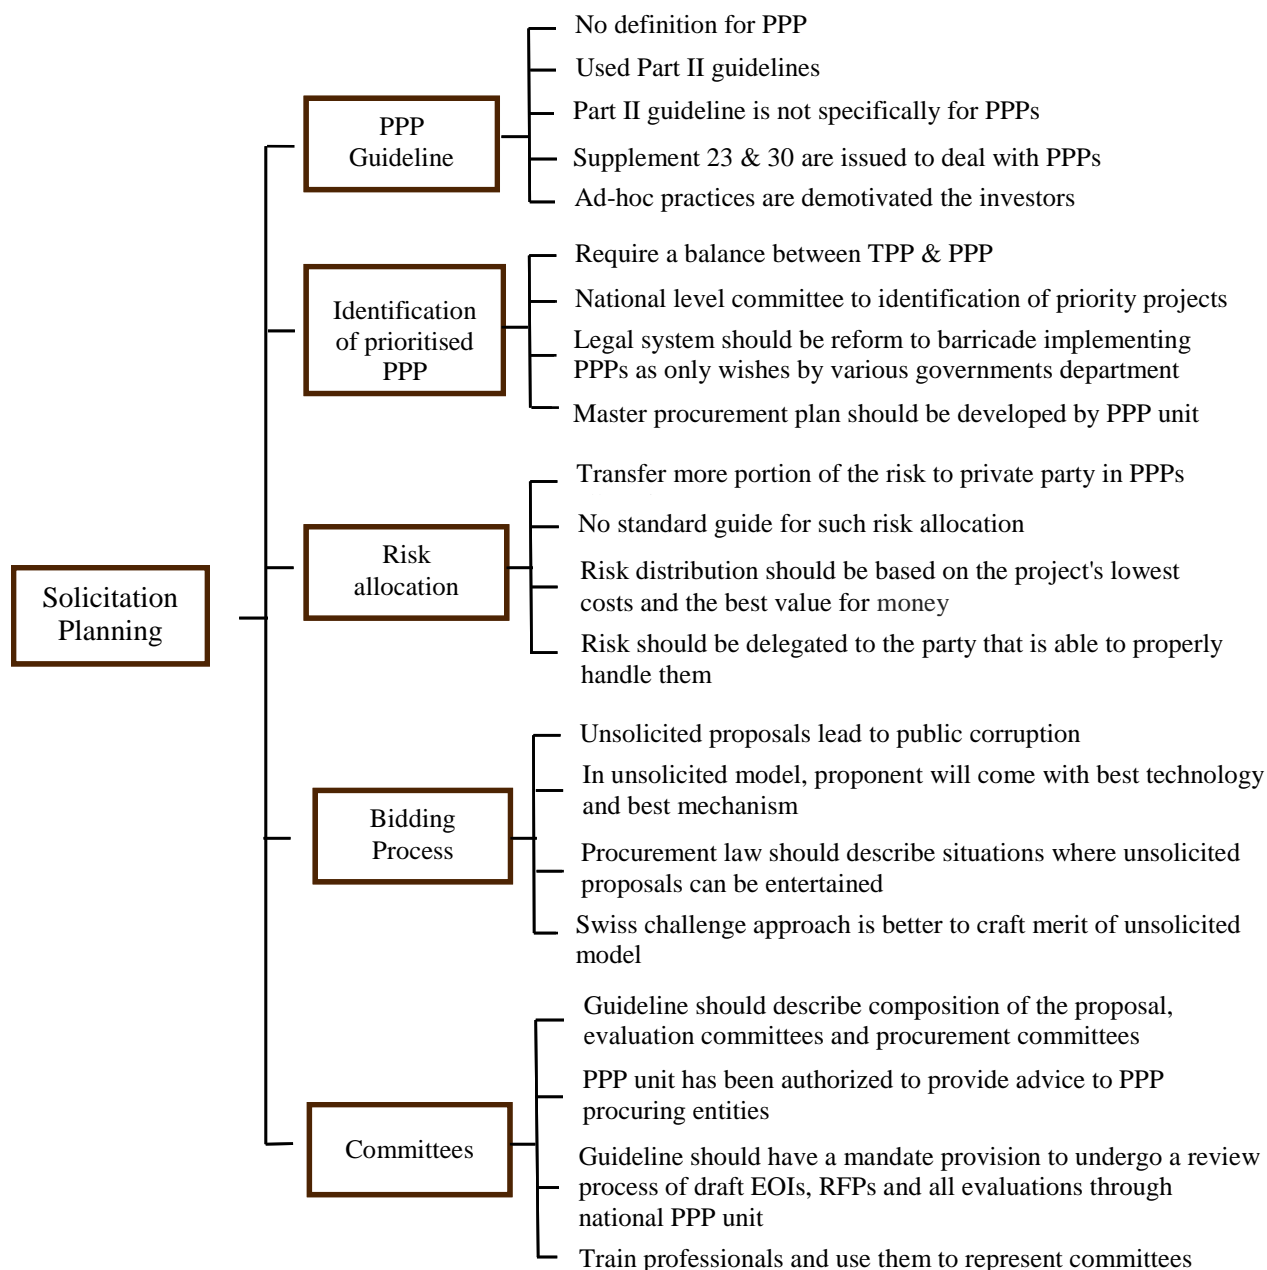 Solicitation
Planning
PPP
Guideline
No definition for PPP
Used Part II guidelines
Part II guideline is not specifically for PPPs
Supplement 23 & 30 are issued to deal with PPPs
Ad-hoc practices are demotivated the investors
Identification
of prioritised
PPP
Require a balance between TPP & PPP
National level committee to identification of priority projects
Legal system should be reform to barricade implementing
PPPs as only wishes by various governments department
Master procurement plan should be developed by PPP unit
Risk
allocation
Transfer more portion of the risk to private party in PPPs
No standard guide for such risk allocation
Risk distribution should be based on the project's lowest
costs and the best value for money
Risk should be delegated to the party that is able to properly
handle them
Bidding
Process
Unsolicited proposals lead to public corruption
In unsolicited model, proponent will come with best technology
and best mechanism
Procurement law should describe situations where unsolicited
proposals can be entertained
Swiss challenge approach is better to craft merit of unsolicited
model
Committees
Guideline should describe composition of the proposal,
evaluation committees and procurement committees
PPP unit has been authorized to provide advice to PPP
procuring entities
Guideline should have a mandate provision to undergo a review
process of draft EOIs, RFPs and all evaluations through
national PPP unit
Train professionals and use them to represent committees